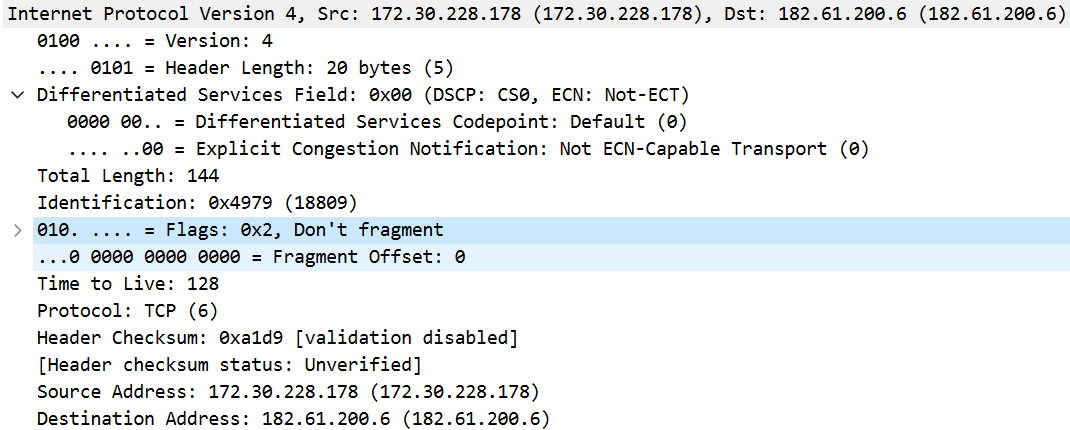 Internet Protocol Version 4, Src: 172.30.228.178 (172.30.228.178), Dst: 182.61.200.6 (182.61.200.6)
0100 .... = Version: 4
.... 0101 = Header Length: 20 bytes (5)
Differentiated Services Field: 0x00 (DSCP: CS0, ECN: Not-ECT)
0000 00.. = Differentiated Services Codepoint: Default (0)
.... ..00 = Explicit Congestion Notification: Not ECN-Capable Transport (0)
Total Length: 144
Identification: 0x4979 (18809)
010. .... = Flags: 0x2, Don't fragment
...0 0000 0000 0000 = Fragment Offset: 0
Time to Live: 128
Protocol: TCP (6)
Header Checksum: 0xa1d9 [validation disabled]
[Header checksum status: Unverified]
Source Address: 172.30.228.178 (172.30.228.178)
Destination Address: 182.61.200.6 (182.61.200.6)